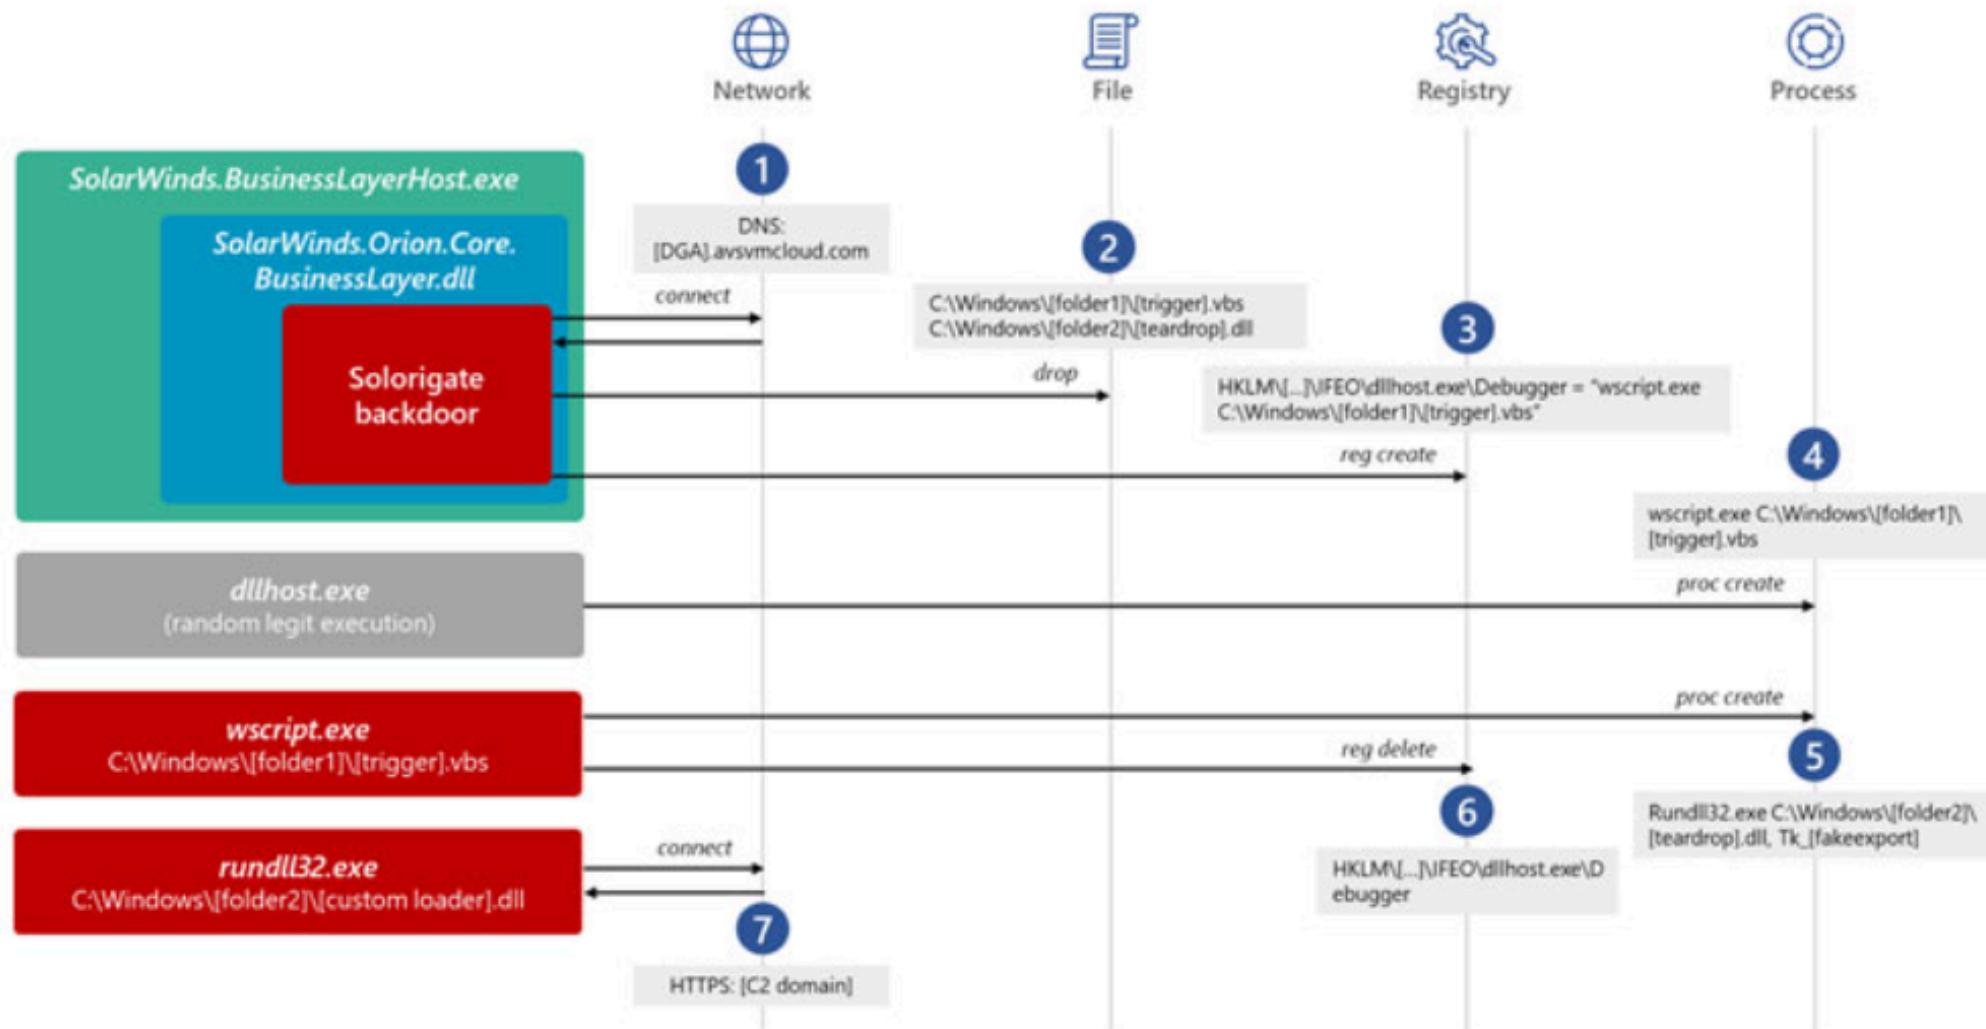 Network
File
Registry
Process
1
SolarWinds.BusinessLayerHost.exe
DNS:
[DGA].avsvmcloud.com
2
SolarWinds.Orion.Core.
BusinessLayer.dll
connect
C:\Windows\[folder1]\[trigger].vbs
C:\Windows\[folder2]\[teardrop].dll
3
Solorigate
backdoor
drop
HKLM\[...]\IFEO\dllhost.exe\Debugger = "wscript.exe
C:\Windows\[folder1]\[trigger].vbs"
reg create
4
wscript.exe C:\Windows\[folder1]\
[trigger].vbs
dllhost.exe
(random legit execution)
proc create
wscript.exe
C:\Windows\[folder1]\[trigger].vbs
proc create
reg delete
5
6
Rundll32.exe C:\Windows\[folder2]\
[teardrop].dll, Tk_[fakeexport]
rundll32.exe
C:\Windows\[folder2]\[custom loader].dll
connect
HKLM\[...]\IFEO\dllhost.exe\D
ebugger
7
HTTPS: [C2 domain]